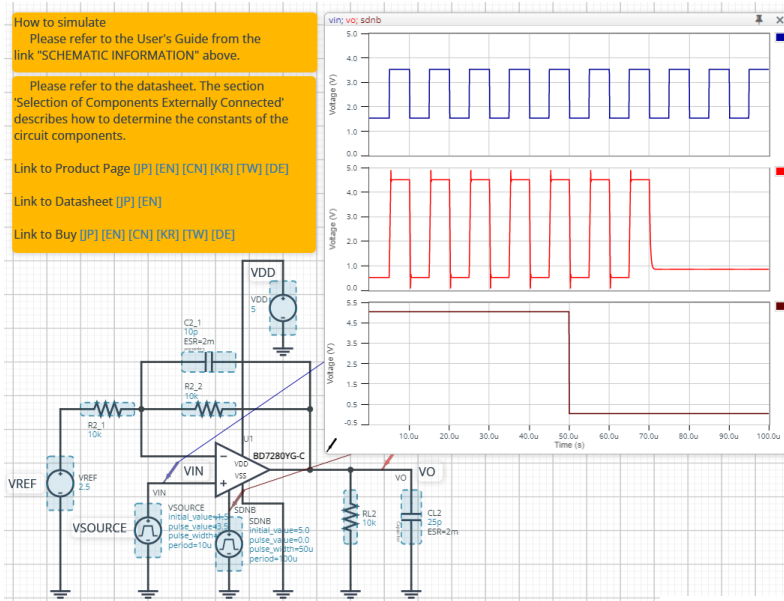 How to simulate
Please refer to the User's Guide from the
link "SCHEMATIC INFORMATION" above.
Please refer to the datasheet. The section
'Selection of Components Externally Connected'
describes how to determine the constants of the
circuit components.
Link to Product Page [JP] [EN] [CN] [KR] [TW] [DE]
Link to Datasheet [JP] [EN]
Link to Buy [JP] [EN] [CN] [KR] [TW] [DE]
vin; vo; sdnb
5.0
4.0
3.0
2.0
1.0
0.0
Voltage (V)
5.0
4.0
3.0
2.0
1.0
0.0
Voltage (V)
5.5
4.5
3.5
2.5
1.5
0.5
-0.5
Voltage (V)
10.0u 20.0u 30.0u 40.0u 50.0u 60.0u 70.0u 80.0u 90.0u 100.0u
Time (s)
VDD
VDD
5
C2_1
10p
ESR=2m
R2_2
10k
R2_1
10k
U1
BD7280YG-C
VDD
VSS
VIN
VIN
VREF
VREF
2.5
VSOURCE
VSOURCE
pulse_width=
period=10u
SDNB
SDNB
initial_value=5.0
pulse_value=0.0
pulse_width=50u
period=100u
VO
VO
RL2
10k
CL2
25p
ESR=2m